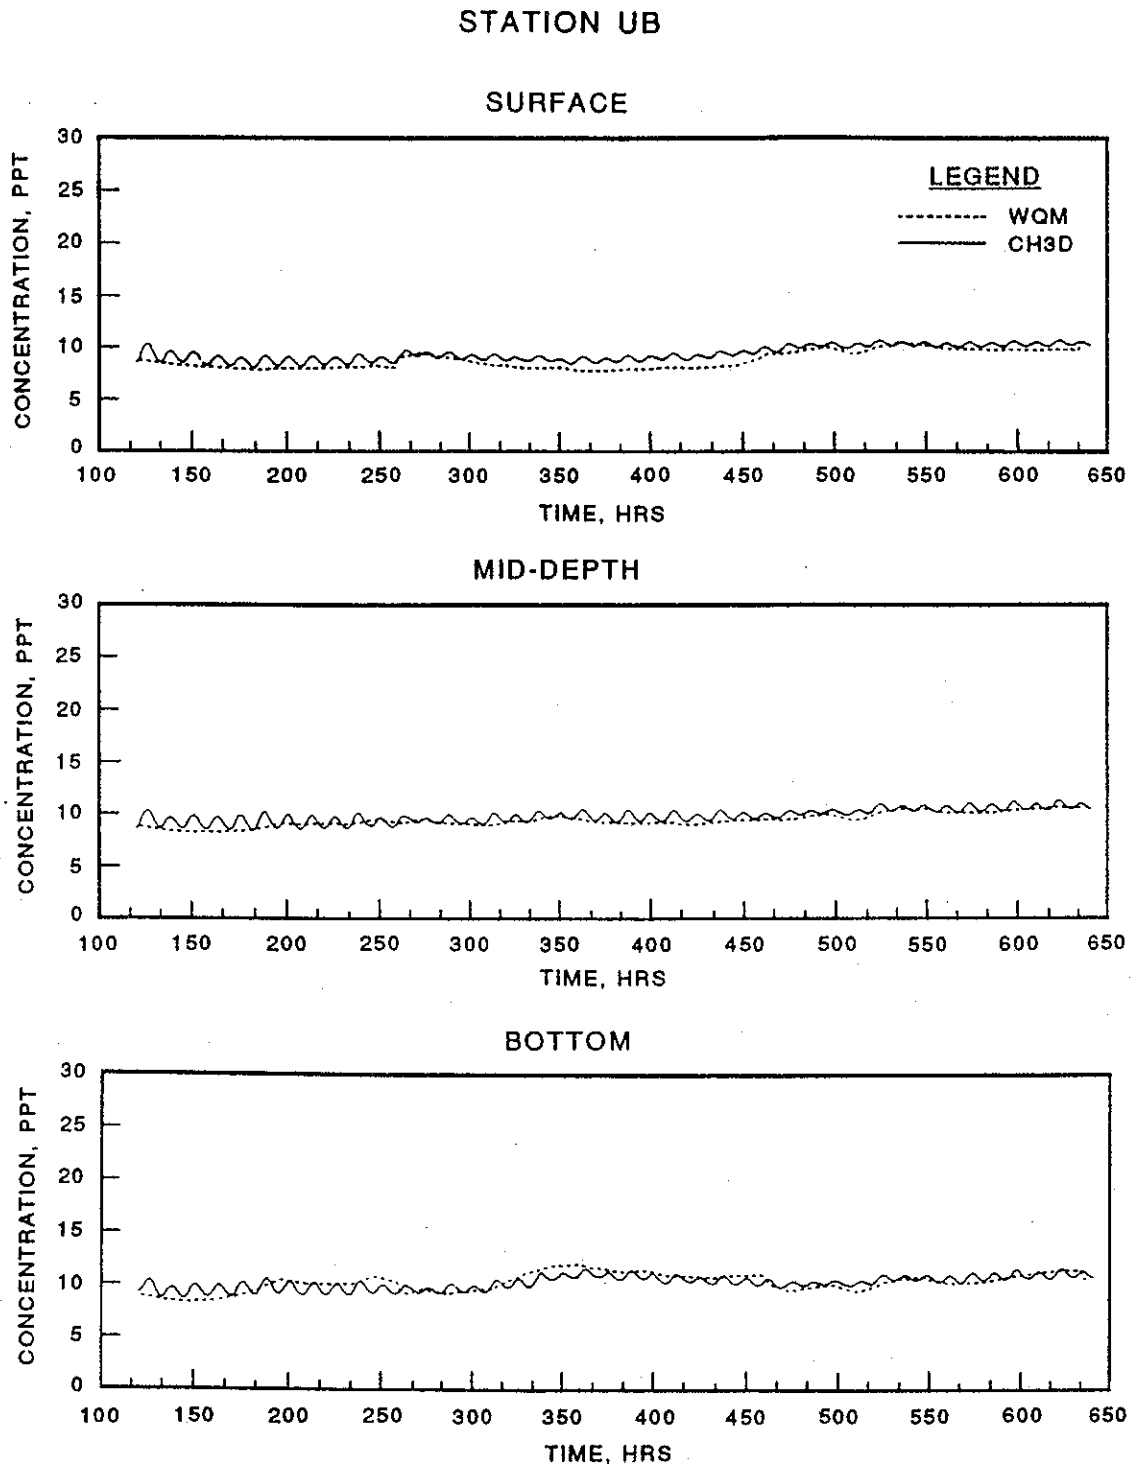 STATION UB
SURFACE
30
25
20
15
10
5
0
CONCENTRATION, PPT
LEGEND
WQM
CH3D
100 150 200 250 300 350 400 450 500 550 600 650
TIME, HRS
MID-DEPTH
30
25
20
15
10
5
0
CONCENTRATION, PPT
100 150 200 250 300 350 400 450 500 550 600 650
TIME, HRS
BOTTOM
30
25
20
15
10
5
0
CONCENTRATION, PPT
100 150 200 250 300 350 400 450 500 550 600 650
TIME, HRS